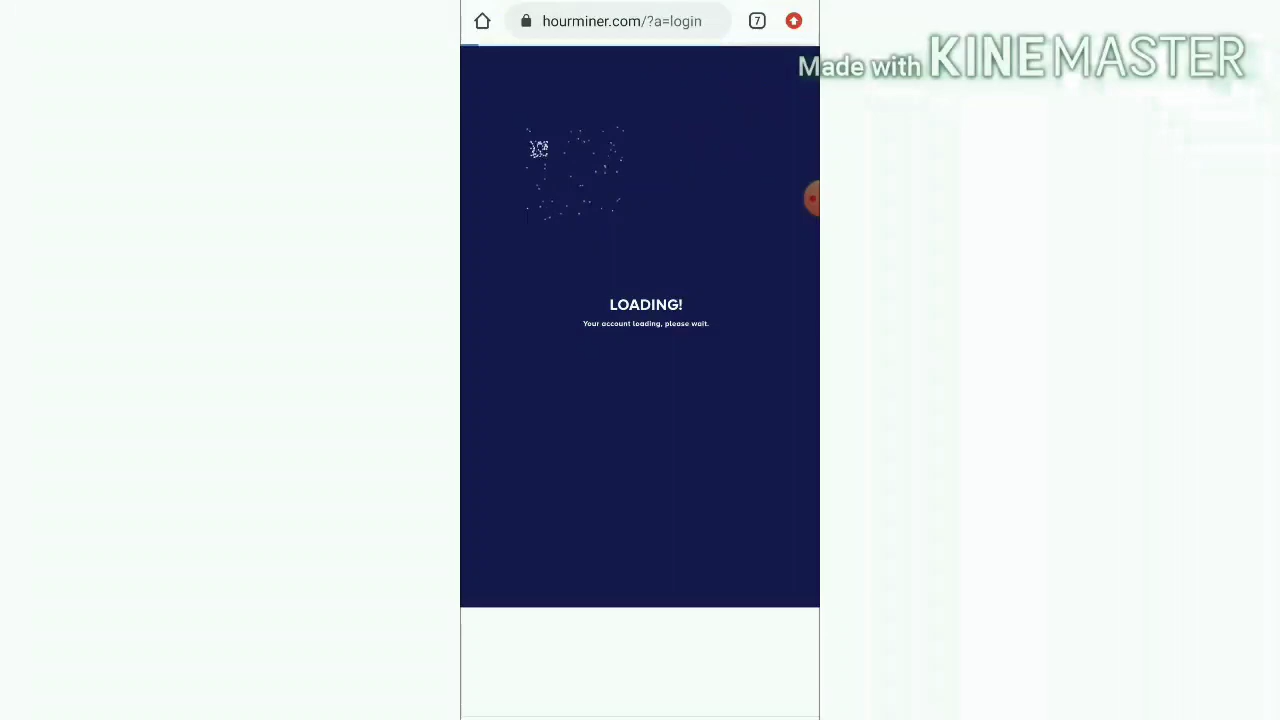 hourminer.com/?a=login
7
Made with KINEMASTER
LOADING!
Your account loading, please wait.